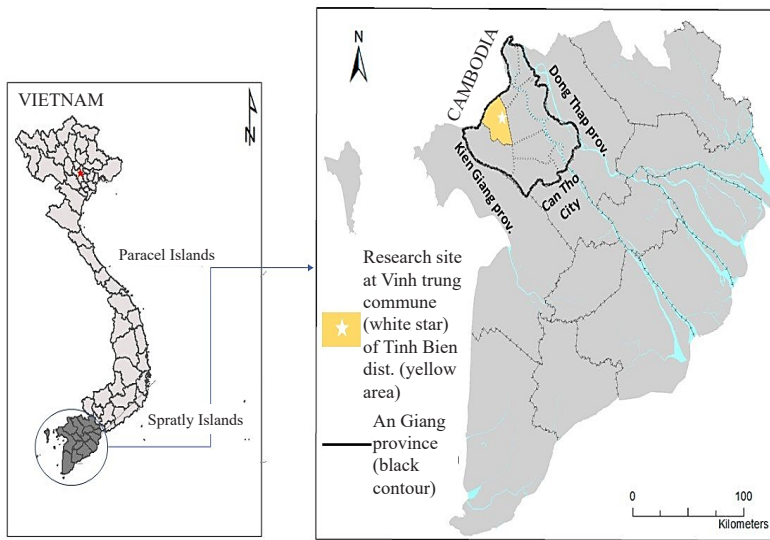 VIETNAM
N
Paracel Islands
Spratly Islands
N
CAMBODIA
Dong Thap prov.
Kien Giang prov.
Can Tho
City
Research site
at Vinh trung
commune
(white star)
of Tinh Bien
dist. (yellow
area)
An Giang
province
(black
contour)
0 100
Kilometers